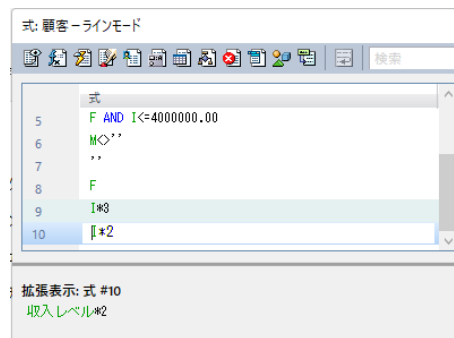 式: 顧客 – ラインモード
検索
式
5 F AND I<=4000000.00
6 M<>''
7 ''
8 F
9 I*3
10 I*2
拡張表示: 式 #10
収入レベル*2